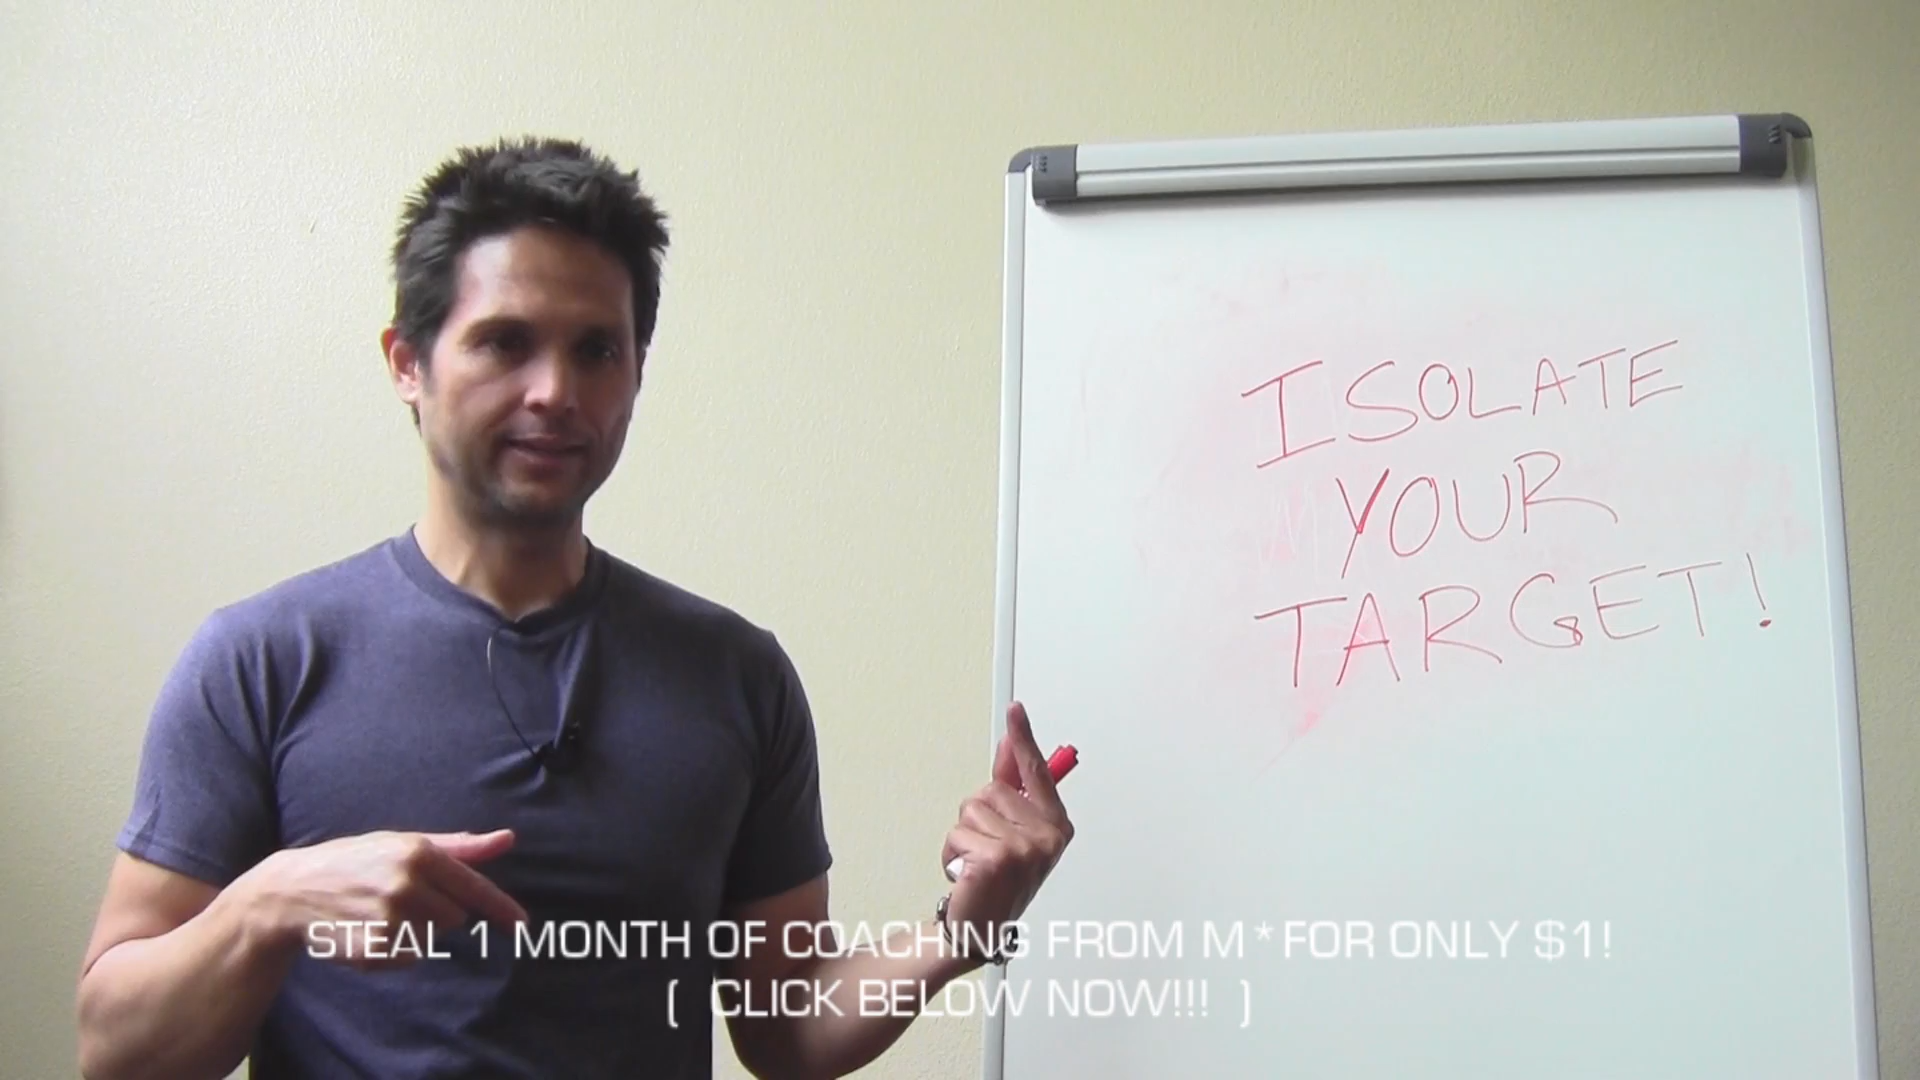 ISOLATE
YOUR
TARGET!
STEAL 1 MONTH OF COACHING FROM M*FOR ONLY $1!
( CLICK BELOW NOW!!! )